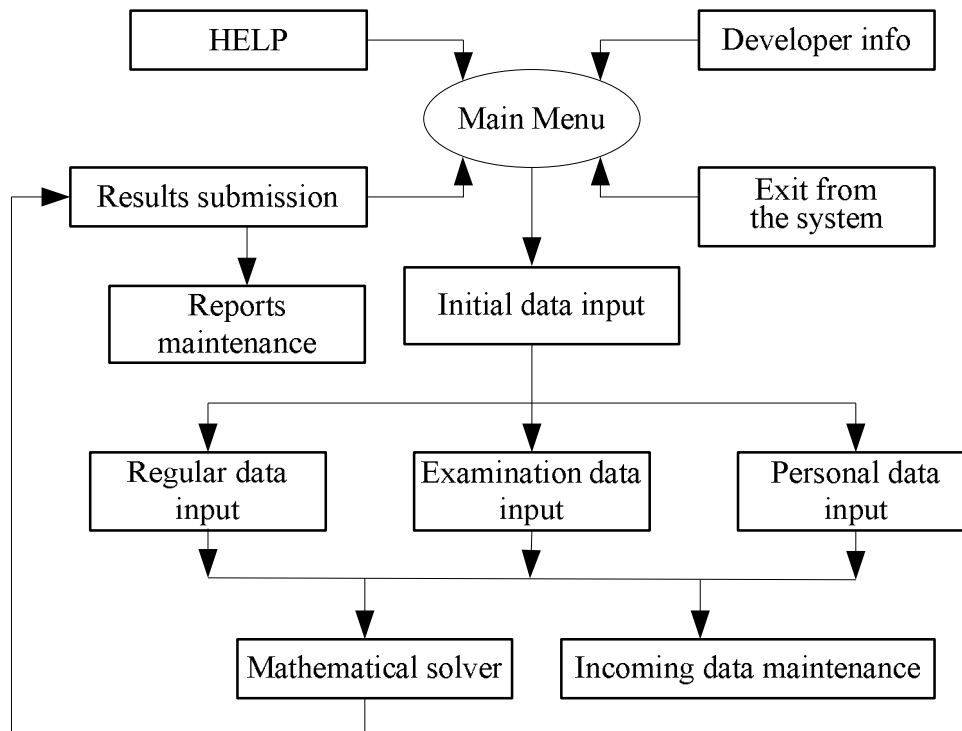 HELP
Developer info
Main Menu
Results submission
Exit from
the system
Reports
maintenance
Initial data input
Regular data
input
Examination data
input
Personal data
input
Mathematical solver
Incoming data maintenance